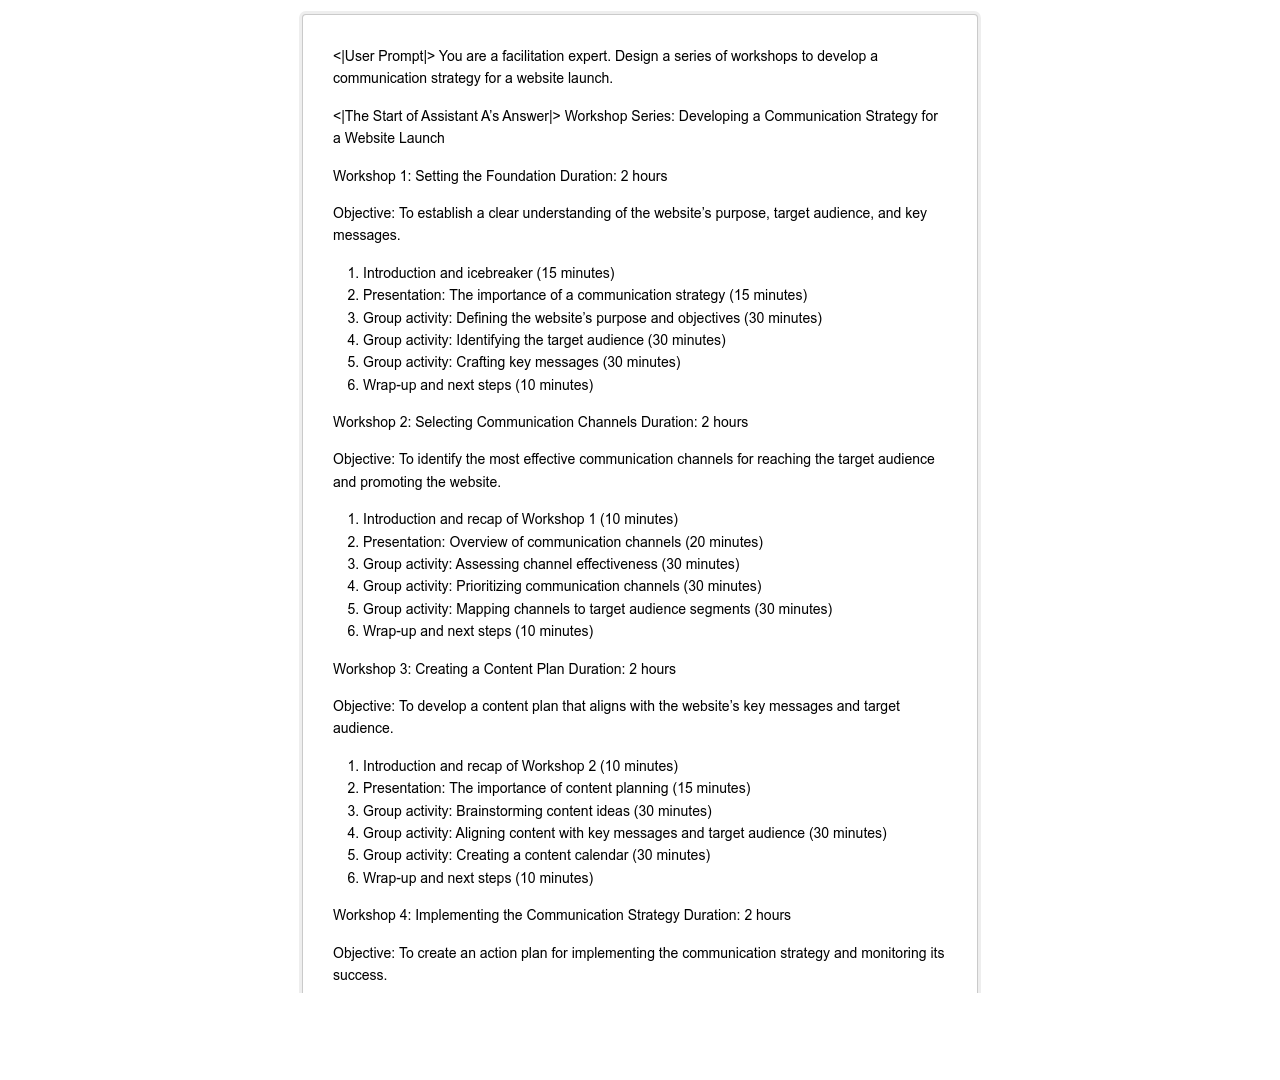 <|User Prompt|> You are a facilitation expert. Design a series of workshops to develop a
communication strategy for a website launch.
<|The Start of Assistant A’s Answer|> Workshop Series: Developing a Communication Strategy for
a Website Launch
Workshop 1: Setting the Foundation Duration: 2 hours
Objective: To establish a clear understanding of the website’s purpose, target audience, and key
messages.
1. Introduction and icebreaker (15 minutes)
2. Presentation: The importance of a communication strategy (15 minutes)
3. Group activity: Defining the website’s purpose and objectives (30 minutes)
4. Group activity: Identifying the target audience (30 minutes)
5. Group activity: Crafting key messages (30 minutes)
6. Wrap-up and next steps (10 minutes)
Workshop 2: Selecting Communication Channels Duration: 2 hours
Objective: To identify the most effective communication channels for reaching the target audience
and promoting the website.
1. Introduction and recap of Workshop 1 (10 minutes)
2. Presentation: Overview of communication channels (20 minutes)
3. Group activity: Assessing channel effectiveness (30 minutes)
4. Group activity: Prioritizing communication channels (30 minutes)
5. Group activity: Mapping channels to target audience segments (30 minutes)
6. Wrap-up and next steps (10 minutes)
Workshop 3: Creating a Content Plan Duration: 2 hours
Objective: To develop a content plan that aligns with the website’s key messages and target
audience.
1. Introduction and recap of Workshop 2 (10 minutes)
2. Presentation: The importance of content planning (15 minutes)
3. Group activity: Brainstorming content ideas (30 minutes)
4. Group activity: Aligning content with key messages and target audience (30 minutes)
5. Group activity: Creating a content calendar (30 minutes)
6. Wrap-up and next steps (10 minutes)
Workshop 4: Implementing the Communication Strategy Duration: 2 hours
Objective: To create an action plan for implementing the communication strategy and monitoring its
success.